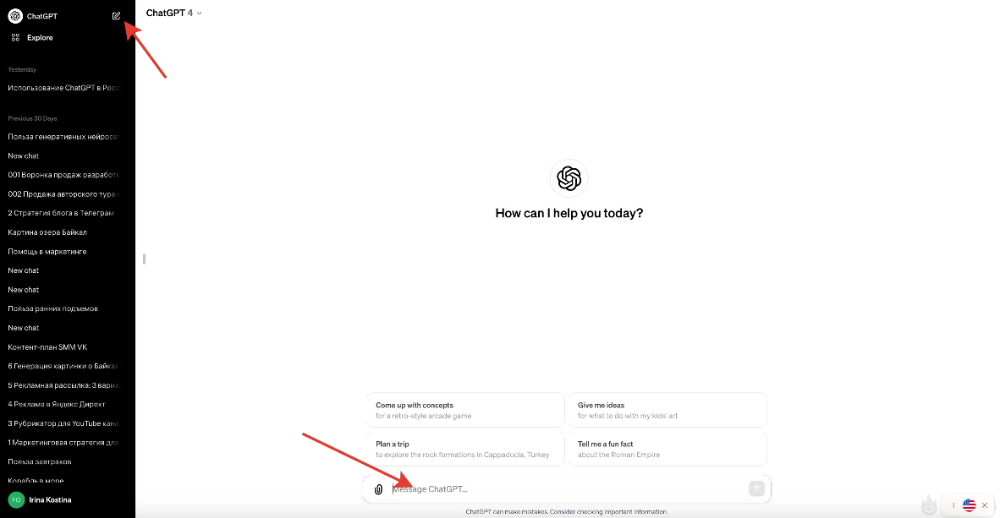 ChatGPT
Explore
Yesterday
Использование ChatGPT в Росс
Previous 30 Days
Польза генеративных нейросет
New chat
001 Воронка продаж разработк
002 Продажа авторского тура
2 Стратегия блога в Телеграм
Картина озера Байкал
Помощь в маркетинге
New chat
New chat
Польза ранних подъемов
New chat
Контент-план SMM VK
6 Генерация картинки о Байкал
5 Рекламная рассылка: 3 вариа
4 Реклама в Яндекс Директ
3 Рубрикатор для YouTube кана
1 Маркетинговая стратегия для
Польза завтраков
Корабль в море
FO Irina Kostina
ChatGPT 4
How can I help you today?
Come up with concepts
for a retro-style arcade game
Give me ideas
for what to do with my kids' art
Plan a trip
to explore the rock formations in Cappadocia, Turkey
Tell me a fun fact
about the Roman Empire
Message ChatGPT...
ChatGPT can make mistakes. Consider checking important information.